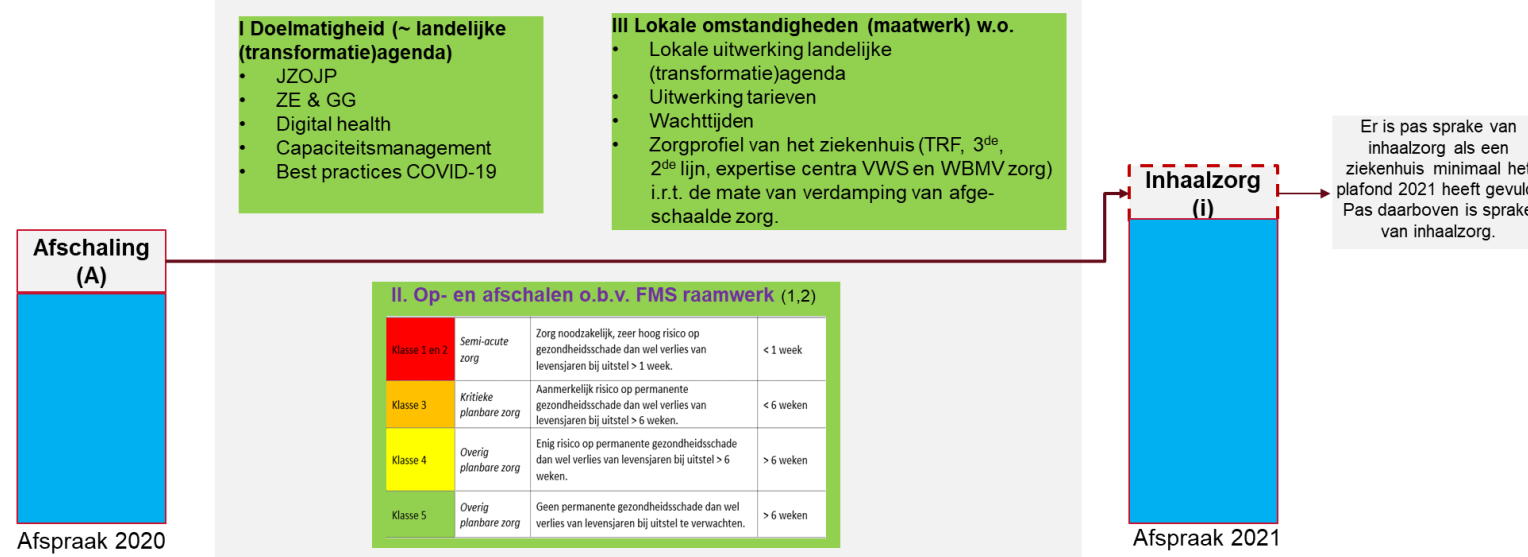 I Doelmatigheid (~ landelijke
(transformatie)agenda)
• JZOJP
• ZE & GG
• Digital health
• Capaciteitsmanagement
• Best practices COVID-19
III Lokale omstandigheden (maatwerk) w.o.
• Lokale uitwerking landelijke
(transformatie)agenda
• Uitwerking tarieven
• Wachttijden
• Zorgprofiel van het ziekenhuis (TRF, 3de,
2de lijn, expertise centra VWS en WBMV zorg)
i.r.t. de mate van verdamping van afge-
schaalde zorg.
Afschaling
(A)
Afspraak 2020
II. Op- en afschalen o.b.v. FMS raamwerk (1,2)
Klasse 1 en 2
Semi-acute
zorg
Zorg noodzakelijk, zeer hoog risico op
gezondheidsschade dan wel verlies van
levensjaren bij uitstel > 1 week.
< 1 week
Klasse 3
Kritieke
planbare zorg
Aanmerkelijk risico op permanente
gezondheidsschade dan wel verlies van
levensjaren bij uitstel > 6 weken.
< 6 weken
Klasse 4
Overig
planbare zorg
Enig risico op permanente gezondheidsschade
dan wel verlies van levensjaren bij uitstel > 6
weken.
> 6 weken
Klasse 5
Overig
planbare zorg
Geen permanente gezondheidsschade dan wel
verlies van levensjaren bij uitstel te verwachten.
> 6 weken
Inhaalzorg
(i)
Afspraak 2021
Er is pas sprake van
inhaalzorg als een
ziekenhuis minimaal het
plafond 2021 heeft gevuld
Pas daarboven is sprake
van inhaalzorg.